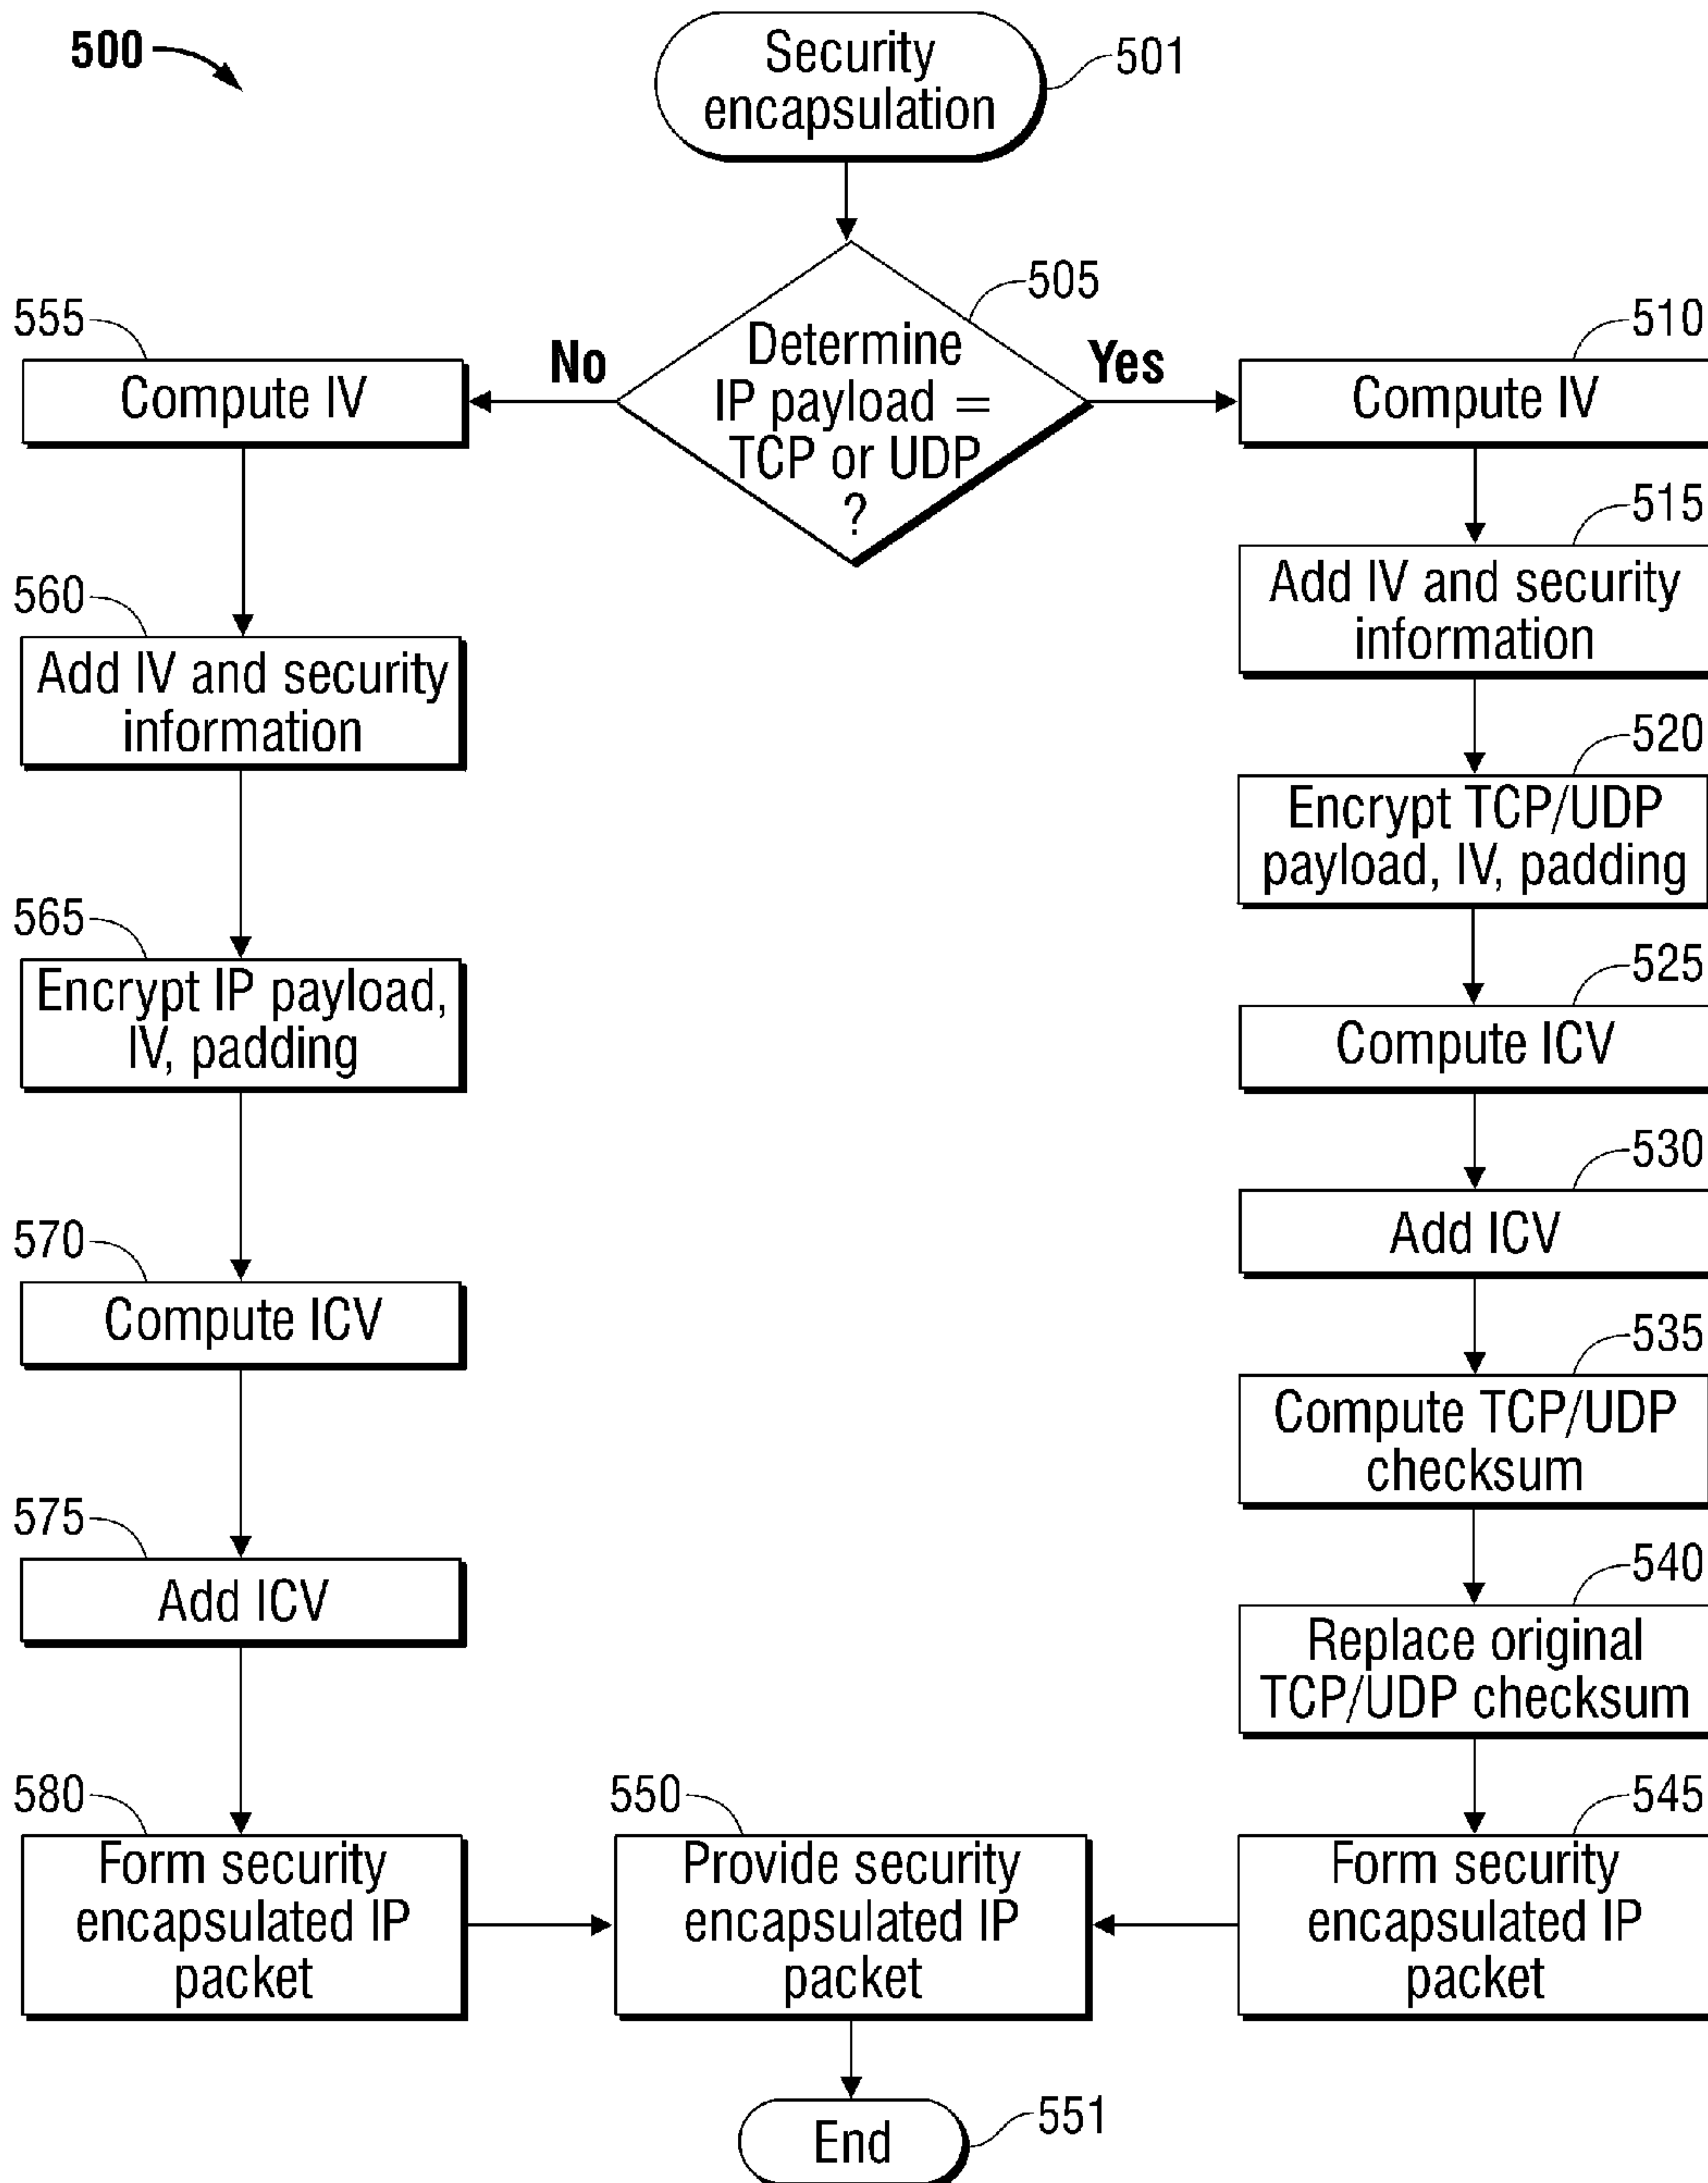 500
Security
encapsulation
501
505
Determine
IP payload =
TCP or UDP
?
No
Yes
555
Compute IV
560
Add IV and security
information
565
Encrypt IP payload,
IV, padding
570
Compute ICV
575
Add ICV
580
Form security
encapsulated IP
packet
510
Compute IV
515
Add IV and security
information
520
Encrypt TCP/UDP
payload, IV, padding
525
Compute ICV
530
Add ICV
535
Compute TCP/UDP
checksum
540
Replace original
TCP/UDP checksum
545
Form security
encapsulated IP
packet
550
Provide security
encapsulated IP
packet
End
551